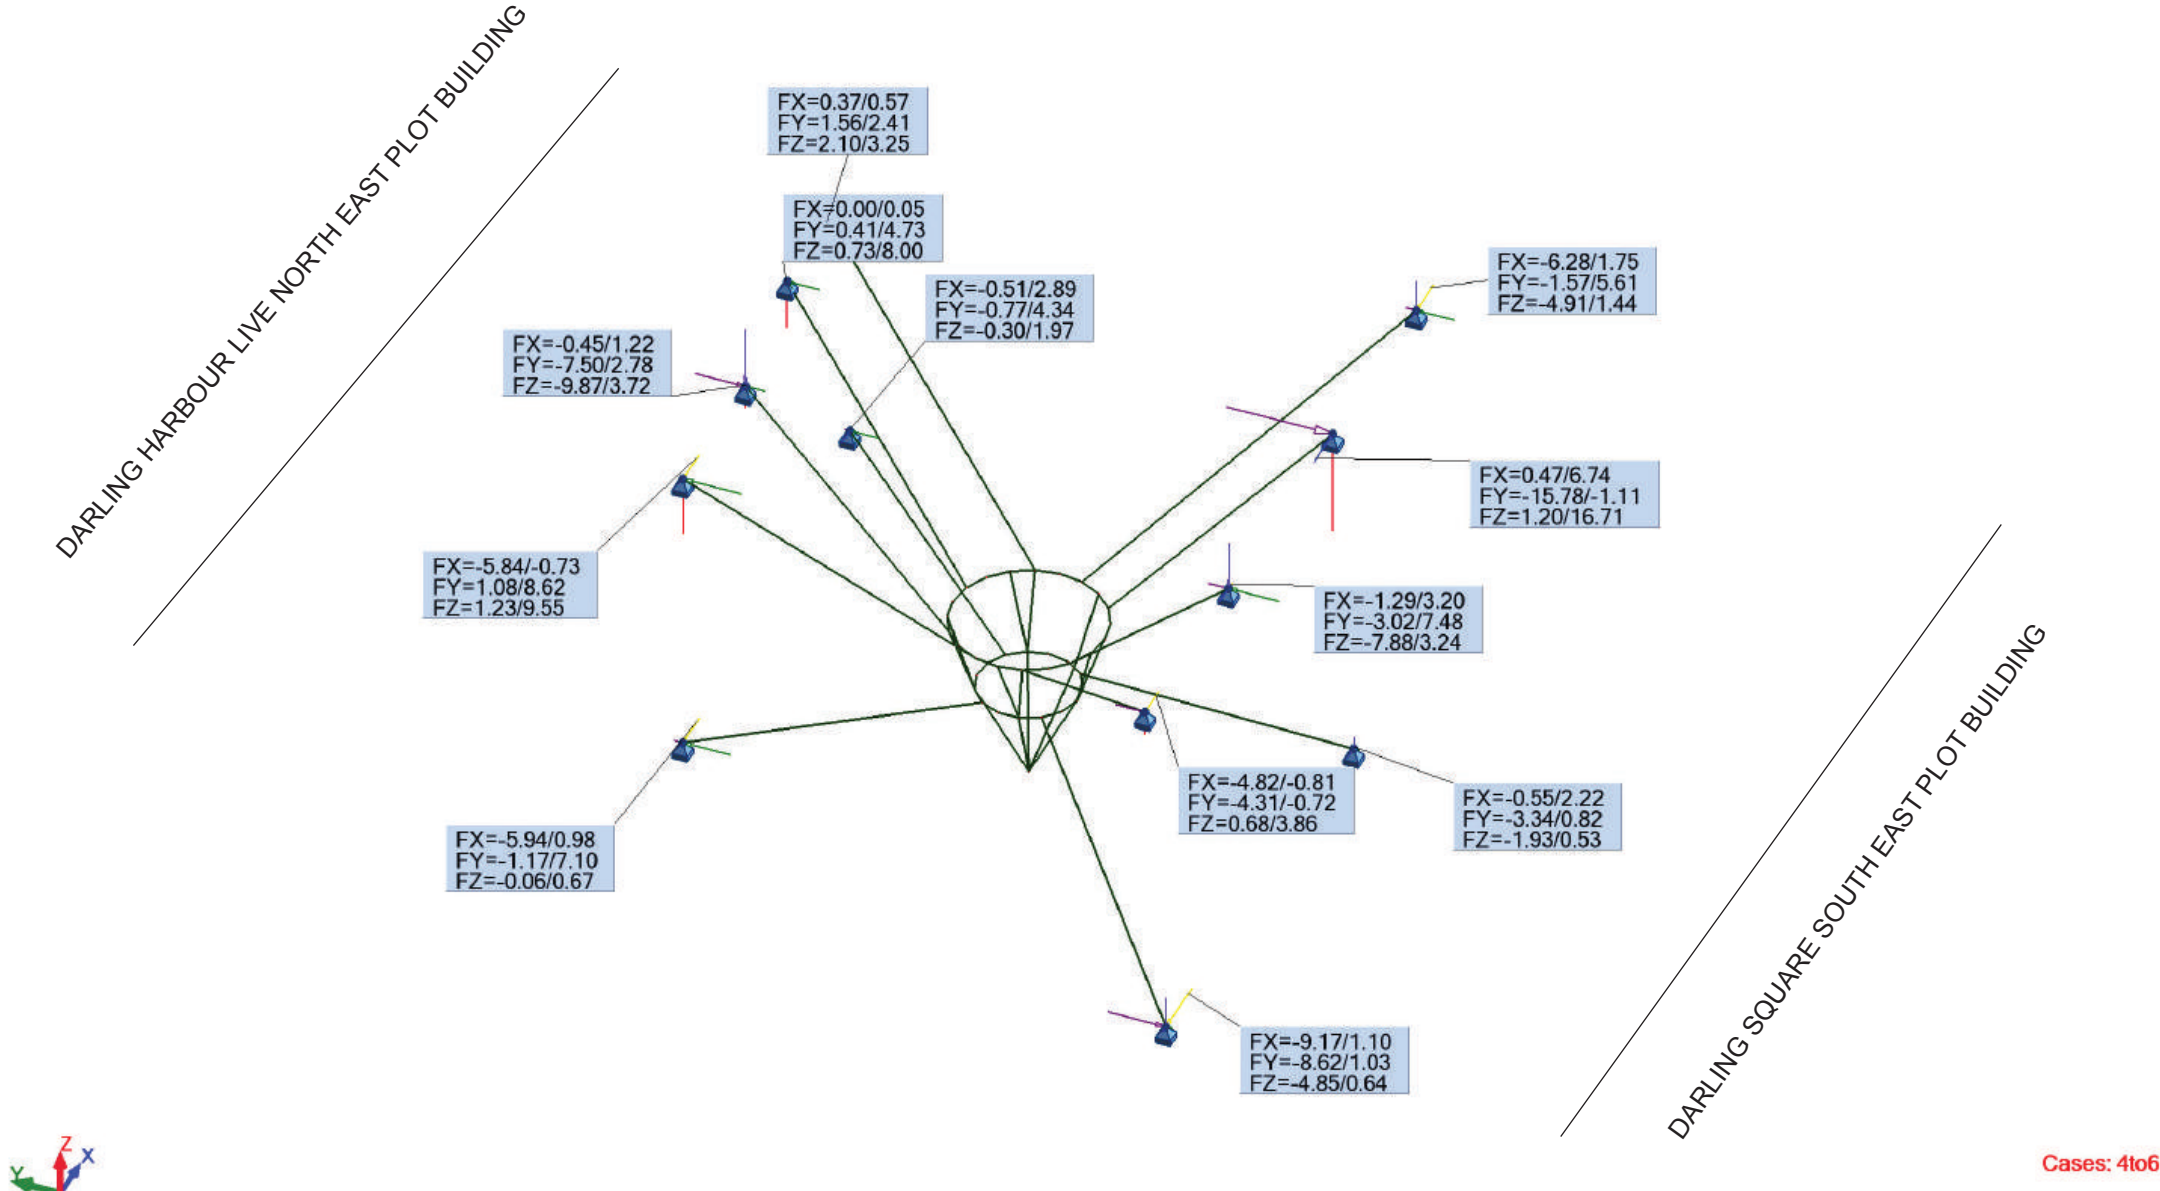 DARLING HARBOUR LIVE NORTH EAST PLOT BUILDING
FX=0.37/0.57
FY=1.56/2.41
FZ=2.10/3.25
FX=0.00/0.05
FY=0.41/4.73
FZ=0.73/8.00
FX=-0.51/2.89
FY=-0.77/4.34
FZ=-0.30/1.97
FX=-6.28/1.75
FY=-1.57/5.61
FZ=-4.91/1.44
FX=-0.45/1.22
FY=-7.50/2.78
FZ=-9.87/3.72
FX=0.47/6.74
FY=-15.78/-1.11
FZ=1.20/16.71
FX=-5.84/-0.73
FY=1.08/8.62
FZ=1.23/9.55
FX=-1.29/3.20
FY=-3.02/7.48
FZ=-7.88/3.24
FX=-4.82/-0.81
FY=-4.31/-0.72
FZ=0.68/3.86
FX=-0.55/2.22
FY=-3.34/0.82
FZ=-1.93/0.53
FX=-5.94/0.98
FY=-1.17/7.10
FZ=-0.06/0.67
FX=-9.17/1.10
FY=-8.62/1.03
FZ=-4.85/0.64
DARLING SQUARE SOUTH EAST PLOT BUILDING
Z
X
Y
Cases: 4to6